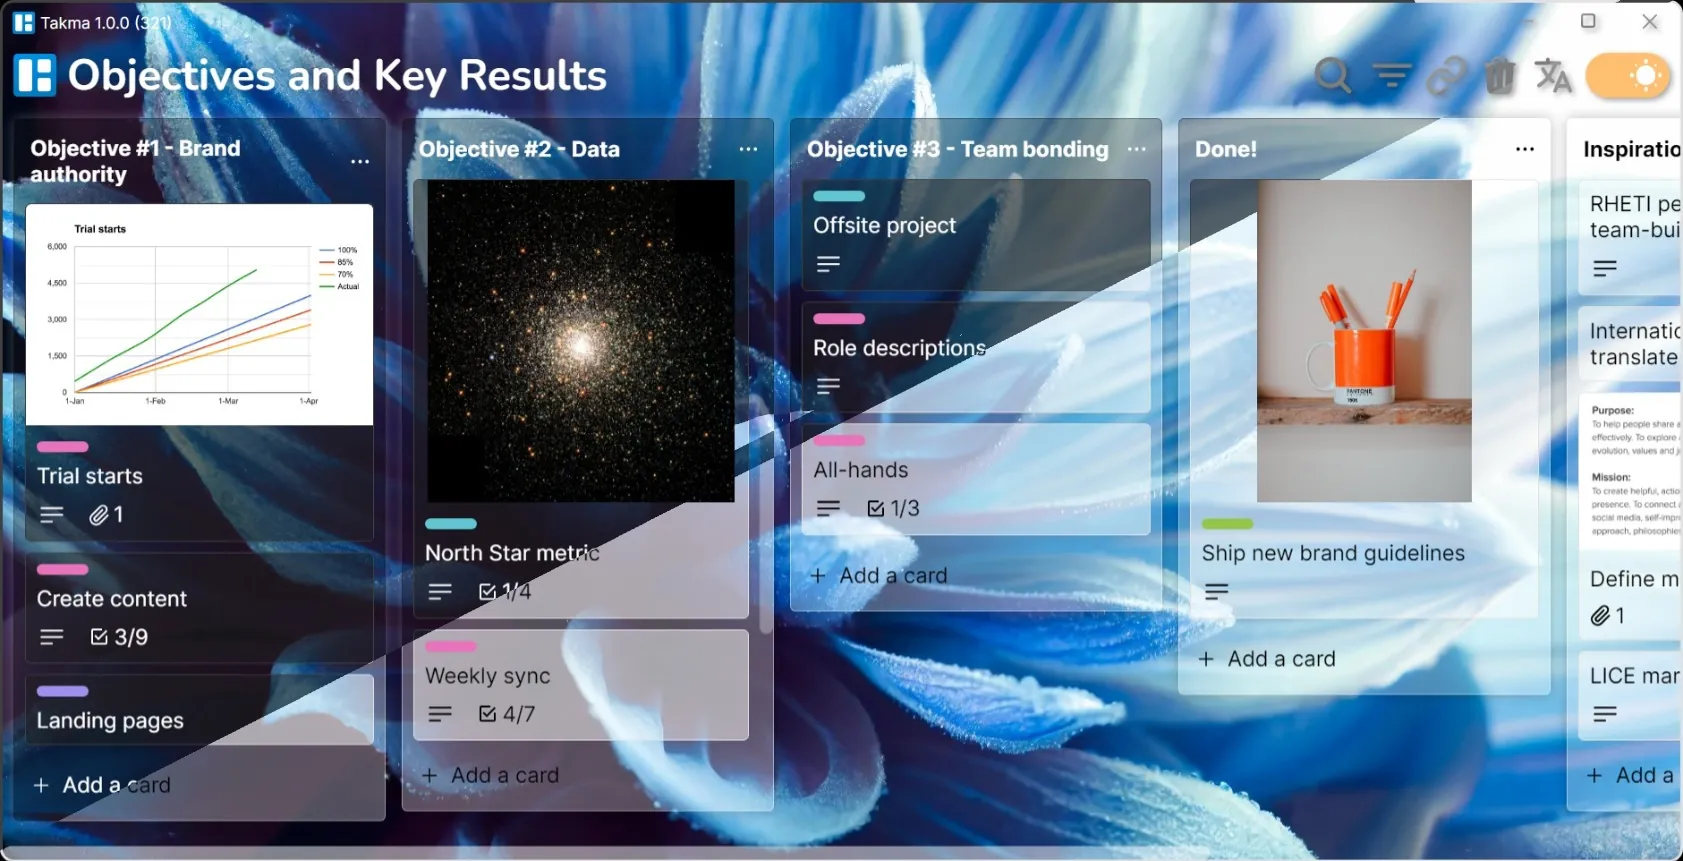 Takma 1.0.0 (321)
Objectives and Key Results
Objective #1 - Brand
authority
Trial starts
6,000
4,500
3,000
1,500
0
1-Jan
1-Feb
1-Mar
1-Apr
100%
85%
70%
Actual
Trial starts
1
Create content
3/9
Landing pages
+ Add a card
Objective #2 - Data
North Star metric
1/4
Weekly sync
4/7
+ Add a card
Objective #3 - Team bonding
Offsite project
Role descriptions
All-hands
1/3
+ Add a card
Done!
PANTONE
Ship new brand guidelines
+ Add a card
Inspiratio
RHETI pe
team-bui
Internatio
translate
Purpose:
To help people share a
effectively. To explore
evolution, values and j
Mission:
To create helpful, actio
presence. To connect
social media, self-impr
approach, philosophie
Define m
1
LICE mar
+ Add a